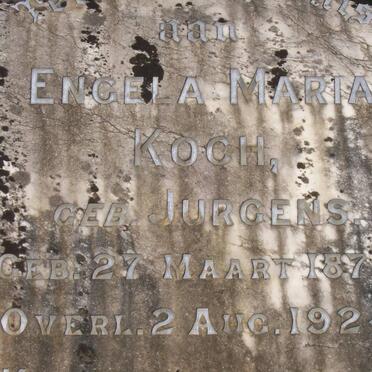 aan
ENGELA MARIA
KOCH,
GEB. JURGENS.
GEB. 27 MAART 187
OVERL. 2 AUG. 192